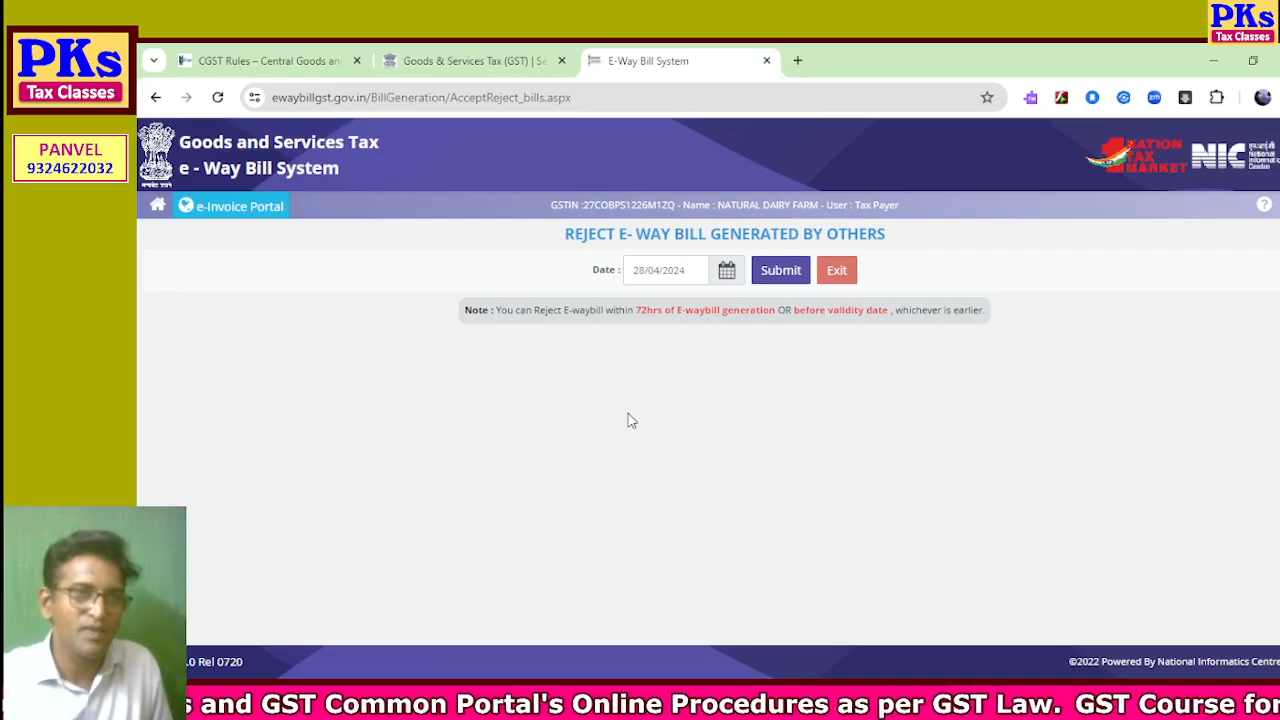 PKs
Tax Classes
PKs
Tax Classes
PANVEL
9324622032
CGST Rules – Central Goods and
Goods & Services Tax (GST) | Se
E-Way Bill System
ewaybillgst.gov.in/BillGeneration/AcceptReject_bills.aspx
Goods and Services Tax
e - Way Bill System
NATION
TAX
MARKET
NIC
e-Invoice Portal
GSTIN :27COBPS1226M1ZQ - Name : NATURAL DAIRY FARM - User : Tax Payer
REJECT E- WAY BILL GENERATED BY OTHERS
Date : 28/04/2024 Submit Exit
Note : You can Reject E-waybill within 72hrs of E-waybill generation OR before validity date , whichever is earlier.
.0 Rel 0720
©2022 Powered By National Informatics Centre
s and GST Common Portal's Online Procedures as per GST Law. GST Course for